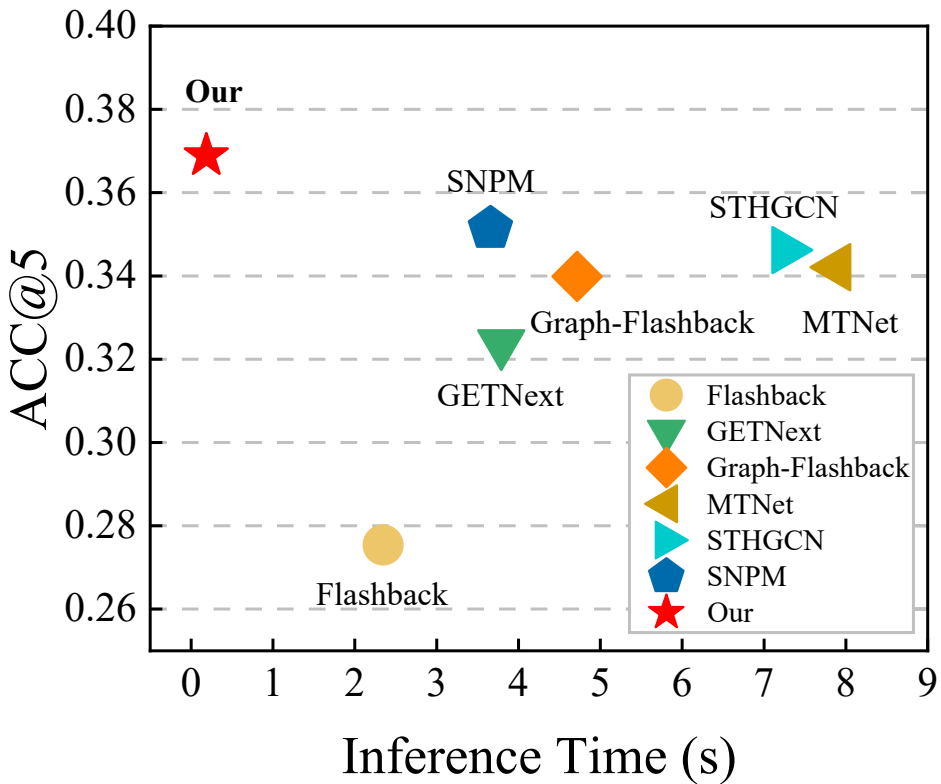 0.40
0.38
0.36
0.34
0.32
0.30
0.28
0.26
ACC@5
Our
SNPM
STHGCN
Graph-Flashback
MTNet
GETNext
Flashback
Flashback
GETNext
Graph-Flashback
MTNet
STHGCN
SNPM
Our
0 1 2 3 4 5 6 7 8 9
Inference Time (s)